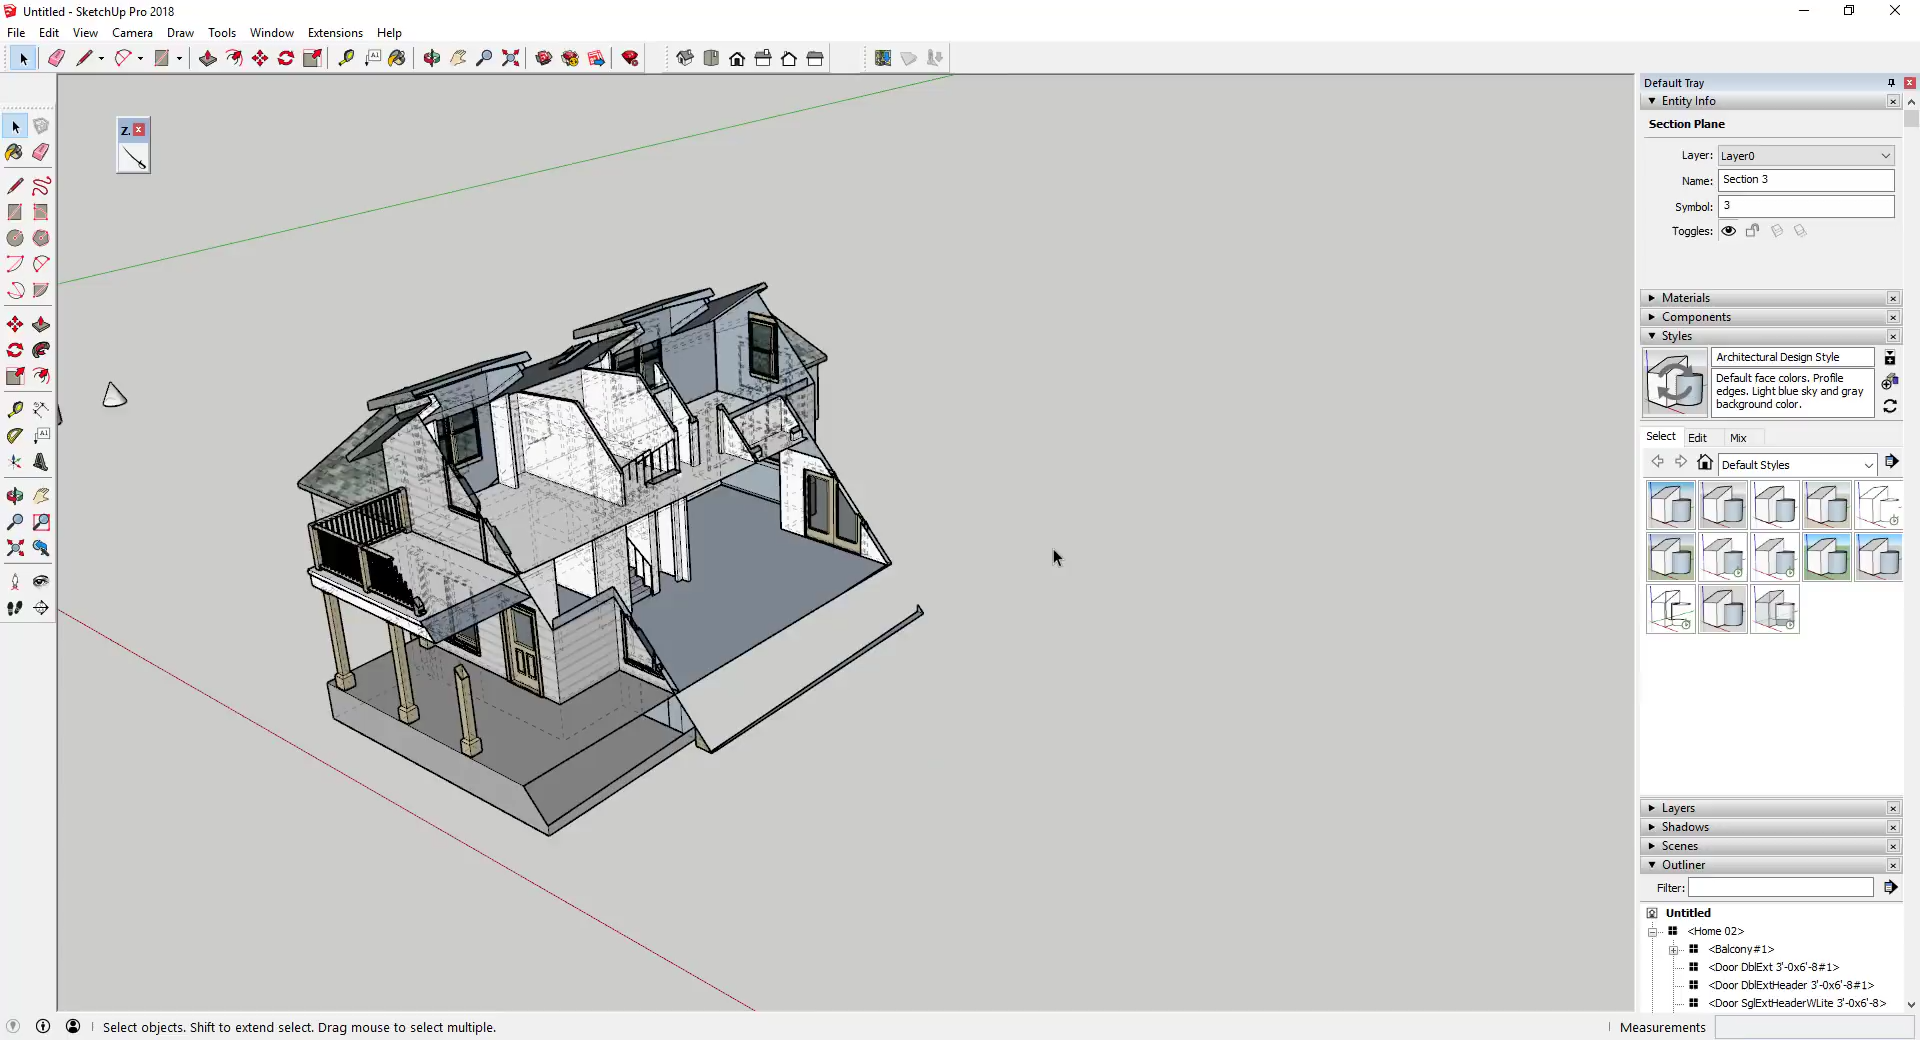 Untitled - SketchUp Pro 2018
File Edit View Camera Draw Tools Window Extensions Help
Z.
Default Tray
Entity Info
Section Plane
Layer: Layer0
Name: Section 3
Symbol: 3
Toggles:
Materials
Components
Styles
Architectural Design Style
Default face colors. Profile
edges. Light blue sky and gray
background color.
Select Edit Mix
Default Styles
Layers
Shadows
Scenes
Outliner
Filter:
Untitled
<Home 02>
<Balcony#1>
<Door DblExt 3'-0x6'-8#1>
<Door DblExtHeader 3'-0x6'-8#1>
<Door SglExtHeaderWLite 3'-0x6'-8>
Select objects. Shift to extend select. Drag mouse to select multiple.
Measurements